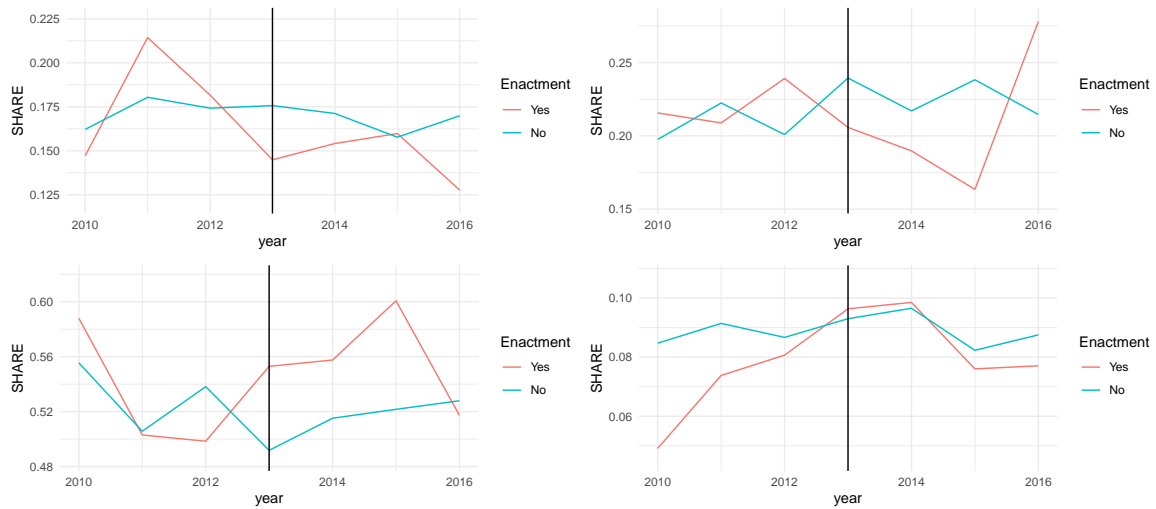 0.225
0.200
0.175
0.150
0.125
SHARE
2010
2012
2014
2016
year
Enactment
Yes
No
0.25
0.20
0.15
SHARE
2010
2012
2014
2016
year
Enactment
Yes
No
0.60
0.56
0.52
0.48
SHARE
2010
2012
2014
2016
year
Enactment
Yes
No
0.10
0.08
0.06
SHARE
2010
2012
2014
2016
year
Enactment
Yes
No